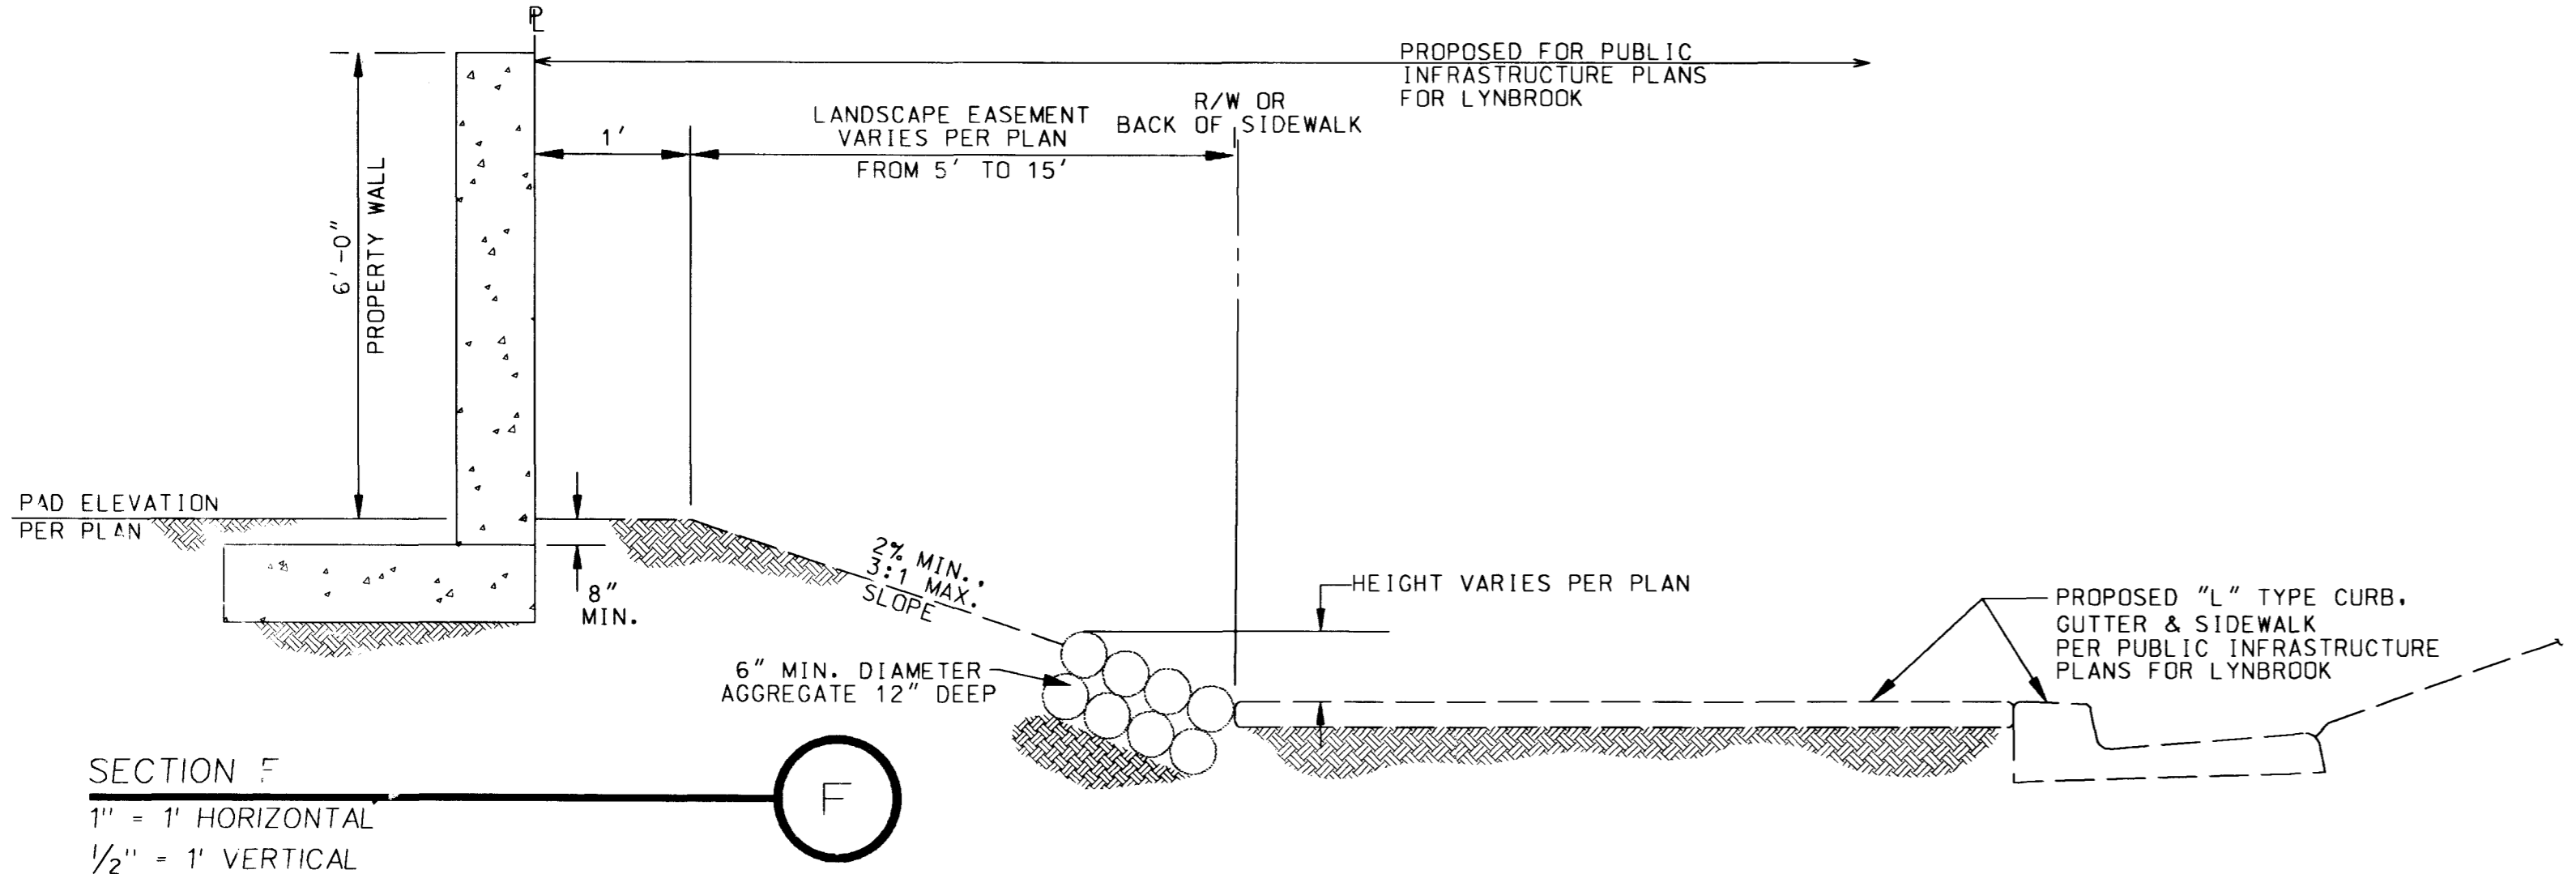 PL
PROPOSED FOR PUBLIC
INFRASTRUCTURE PLANS
FOR LYNBROOK
LANDSCAPE EASEMENT
VARIES PER PLAN
FROM 5' TO 15'
R/W OR
BACK OF SIDEWALK
1'
6'-0"
PROPERTY WALL
PAD ELEVATION
PER PLAN
8"
MIN.
2% MIN.,
3:1 MAX.
SLOPE
HEIGHT VARIES PER PLAN
6" MIN. DIAMETER
AGGREGATE 12" DEEP
PROPOSED "L" TYPE CURB,
GUTTER & SIDEWALK
PER PUBLIC INFRASTRUCTURE
PLANS FOR LYNBROOK
SECTION F
F
1" = 1' HORIZONTAL
1/2" = 1' VERTICAL